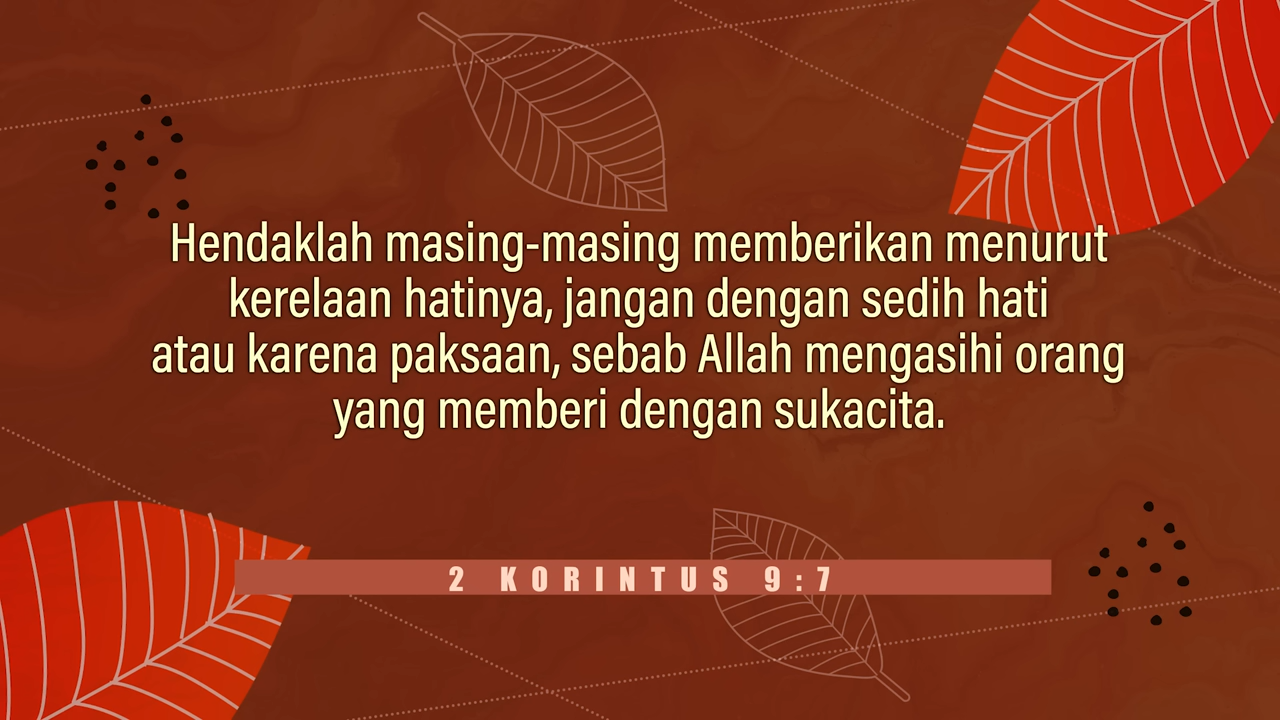 Hendaklah masing-masing memberikan menurut
kerelaan hatinya, jangan dengan sedih hati
atau karena paksaan, sebab Allah mengasihi orang
yang memberi dengan sukacita.
2 KORINTUS 9:7